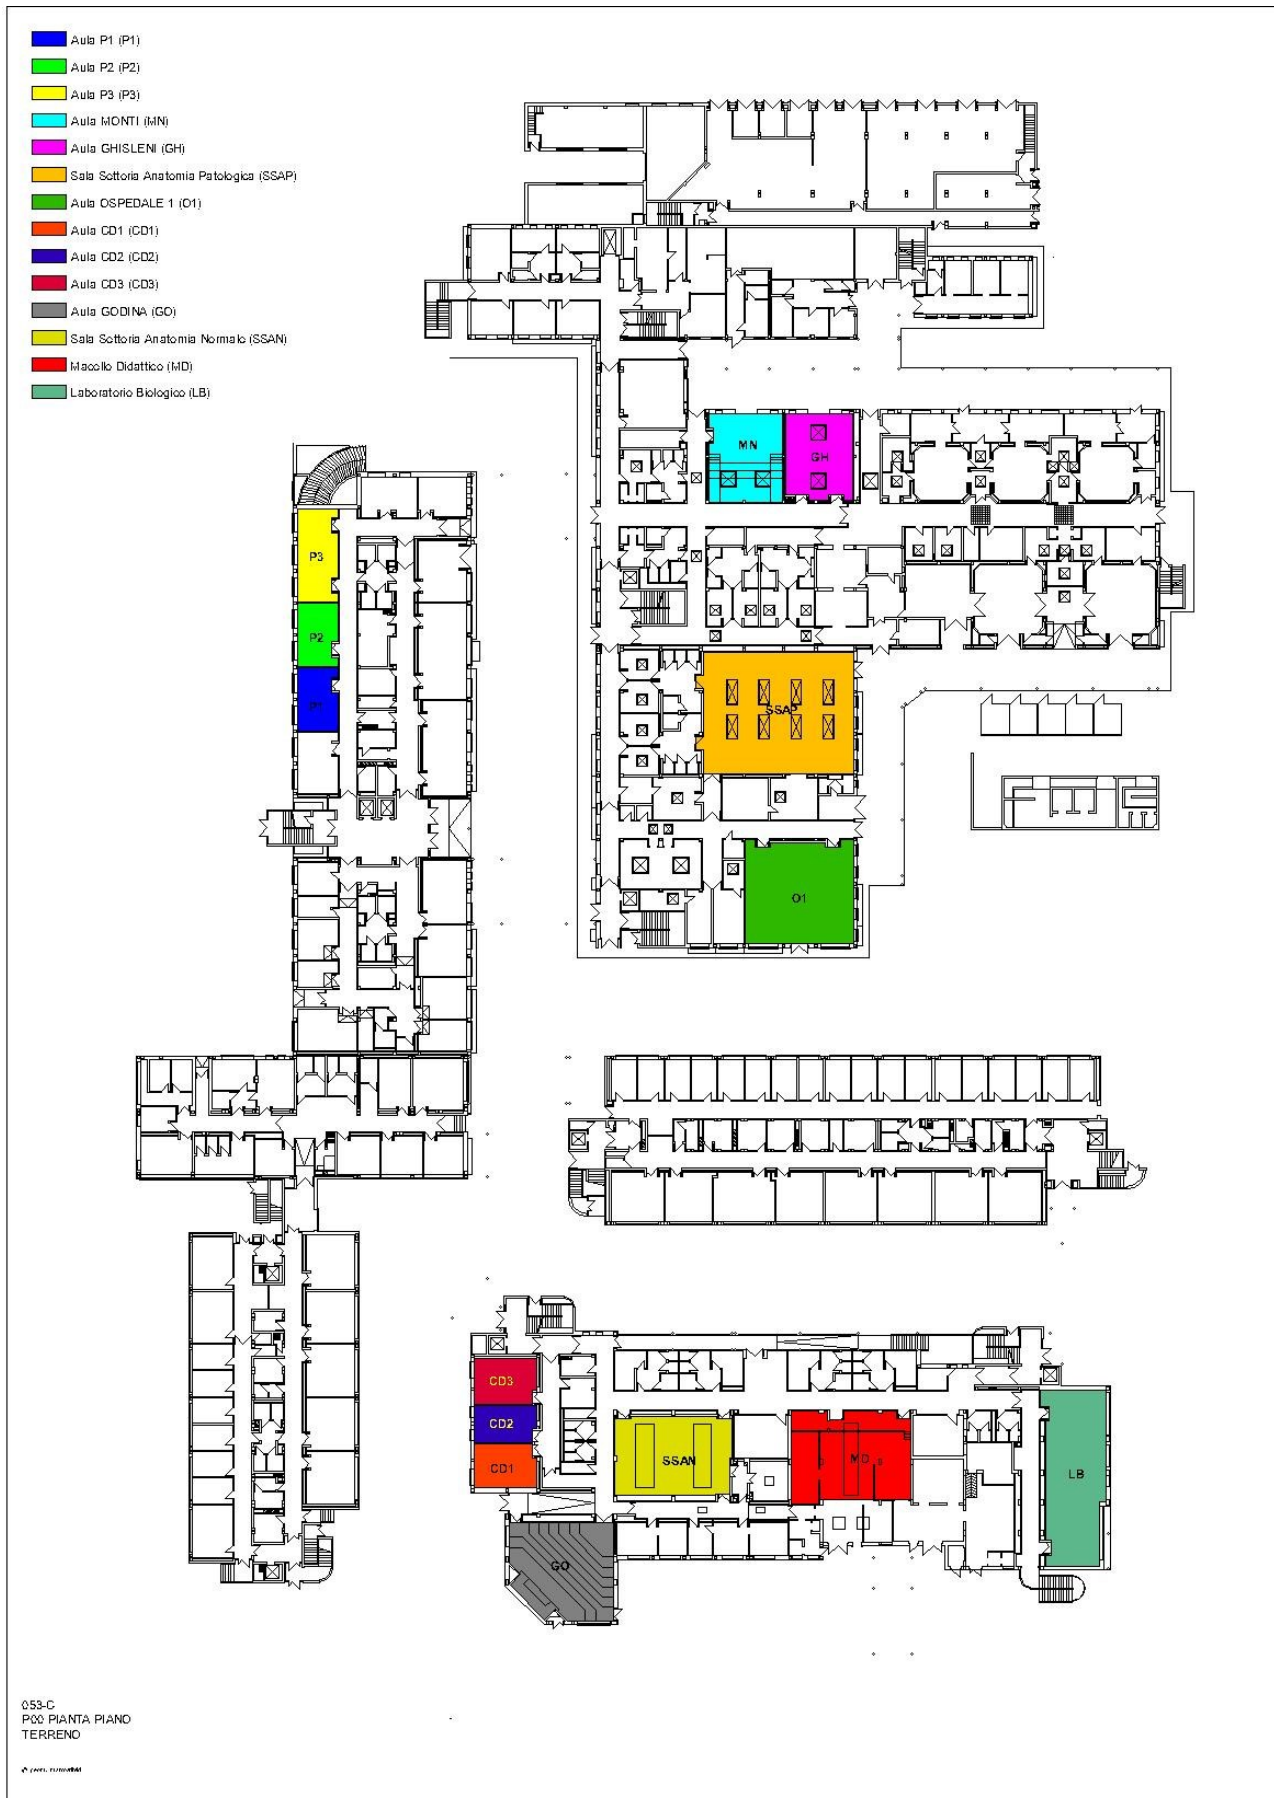 Aula P1 (P1)
Aula P2 (P2)
Aula P3 (P3)
Aula MONTI (MN)
Aula GHISLENI (GH)
Sala Settoria Anatomia Patologica (SSAP)
Aula OSPEDALE 1 (O1)
Aula CD1 (CD1)
Aula CD2 (CD2)
Aula CD3 (CD3)
Aula GODINA (GO)
Sala Settoria Anatomia Normale (SSAN)
Macello Didattico (MD)
Laboratorio Biologico (LB)
MN
GH
P3
P2
P1
SSAP
O1
CD3
CD2
CD1
SSAN
MD
LB
GO
053-C
P00 PIANTA PIANO
TERRENO